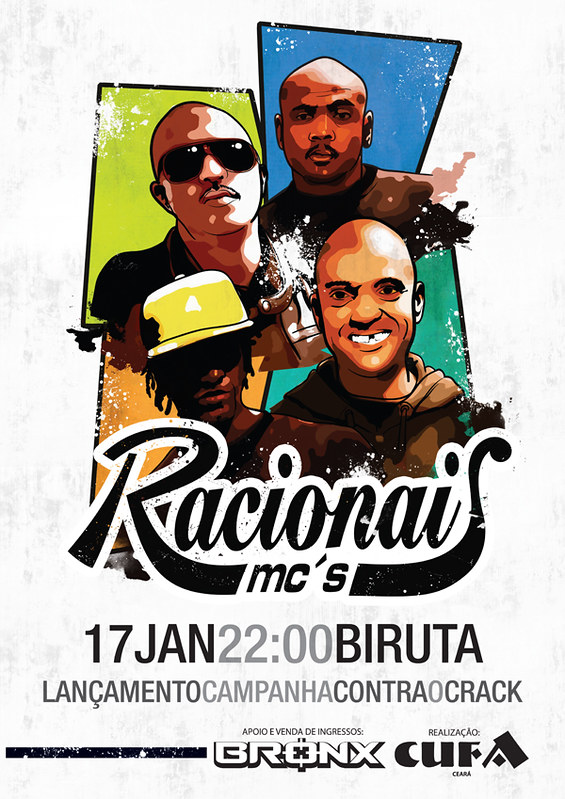 Racionais
mc´s
17JAN22:00BIRUTA
LANÇAMENTOCAMPANHACONTRAOCRACK
APOIO E VENDA DE INGRESSOS:
BRONX
REALIZAÇÃO:
CUFA
CEARÁ